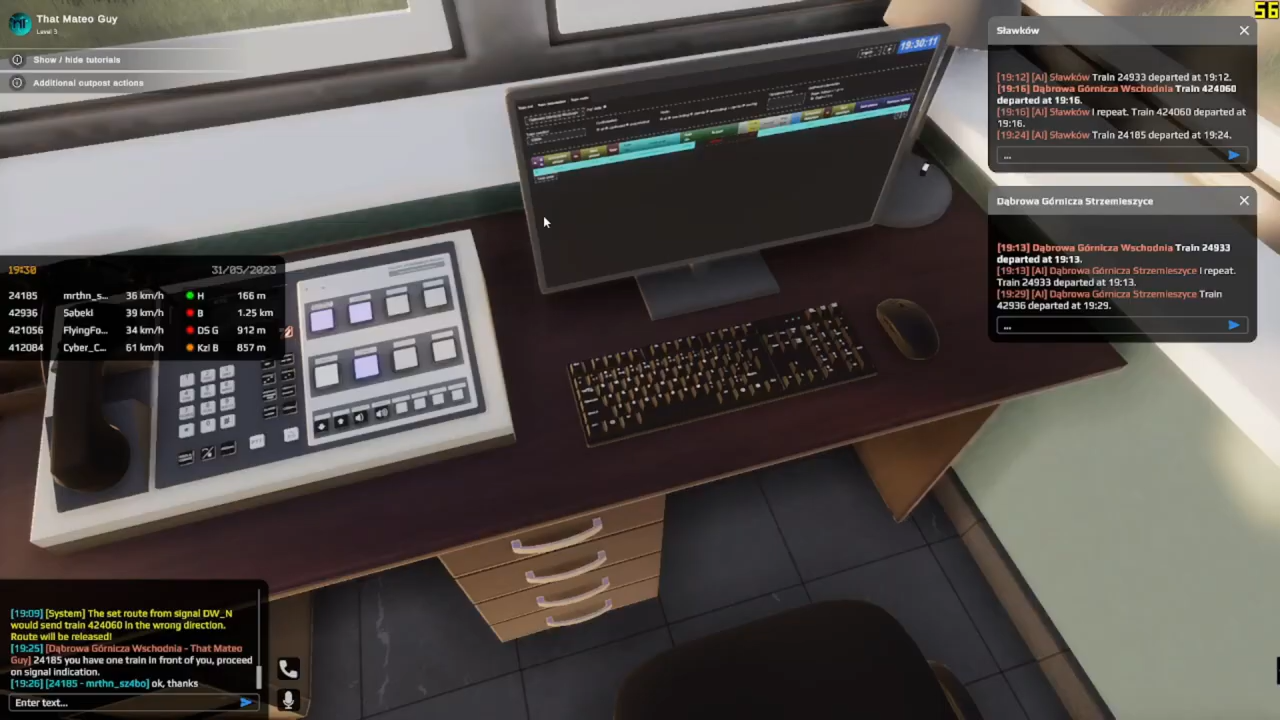 That Mateo Guy
Level 5
Show / hide tutorials
Additional outpost actions
56
19:30:11
Sławków
[19:12] [AI] Sławków Train 24933 departed at 19:12.
[19:16] Dąbrowa Górnicza Wschodnia Train 424060
departed at 19:16.
[19:16] [AI] Sławków I repeat. Train 424060 departed at
19:16.
[19:24] [AI] Sławków Train 24185 departed at 19:24.
...
Dąbrowa Górnicza Strzemieszyce
[19:13] Dąbrowa Górnicza Wschodnia Train 24933
departed at 19:13.
[19:13] [AI] Dąbrowa Górnicza Strzemieszyce I repeat.
Train 24933 departed at 19:13.
[19:29] [AI] Dąbrowa Górnicza Strzemieszyce Train
42936 departed at 19:29.
...
19:30 31/05/2023
24185 mrthn_s... 36 km/h H 166 m
42936 Sabekl 39 km/h B 1.25 km
421056 FlyingFo... 34 km/h DS G 912 m
412084 Cyber_C... 61 km/h Kzl B 857 m
[19:09] [System] The set route from signal DW_N
would send train 424060 in the wrong direction.
Route will be released!
[19:25] [Dąbrowa Górnicza Wschodnia - That Mateo
Guy] 24185 you have one train in front of you, proceed
on signal indication.
[19:26] [24185 - mrthn_sz4bo] ok, thanks
Enter text...